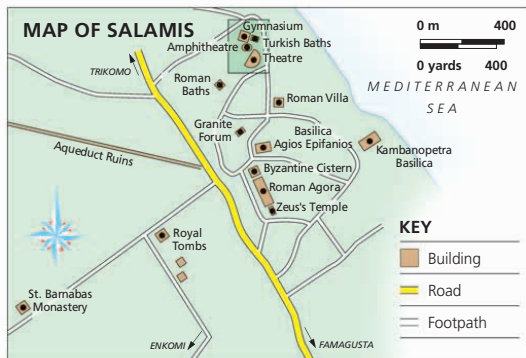 MAP OF SALAMIS
Gymnasium
Amphitheatre
Turkish Baths
Theatre
TRIKOMO
Roman
Baths
Roman Villa
0 m 400
0 yards 400
MEDITERRANEAN
SEA
Granite
Forum
Basilica
Agios Epifanios
Kambanopetra
Basilica
Aqueduct Ruins
Byzantine Cistern
Roman Agora
Zeus's Temple
Royal
Tombs
St. Barnabas
Monastery
ENKOMI
FAMAGUSTA
KEY
Building
Road
Footpath